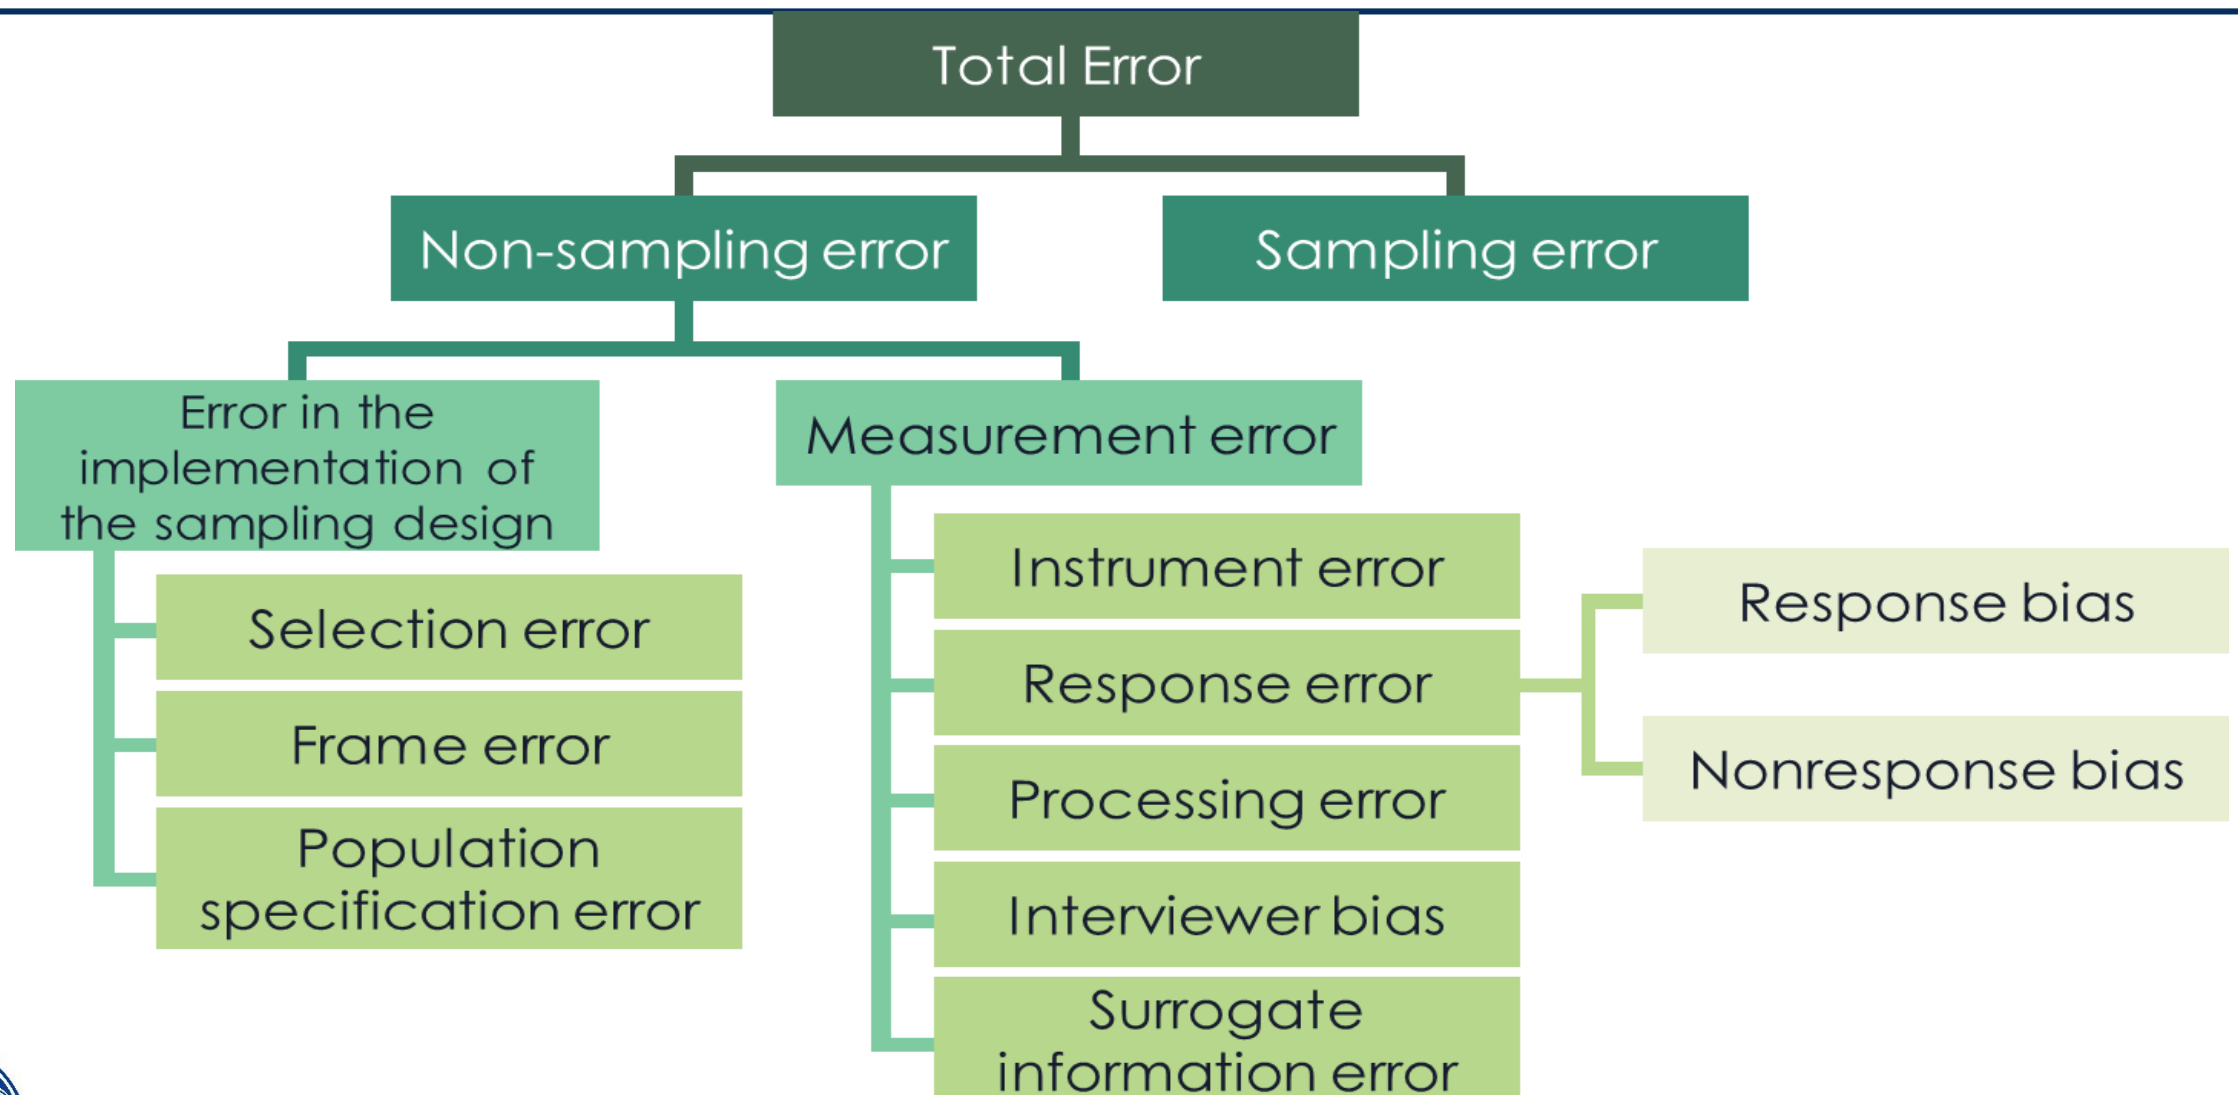 Total Error
Non-sampling error
Sampling error
Error in the
implementation of
the sampling design
Selection error
Frame error
Population
specification error
Measurement error
Instrument error
Response error
Processing error
Interviewer bias
Surrogate
information error
Response bias
Nonresponse bias